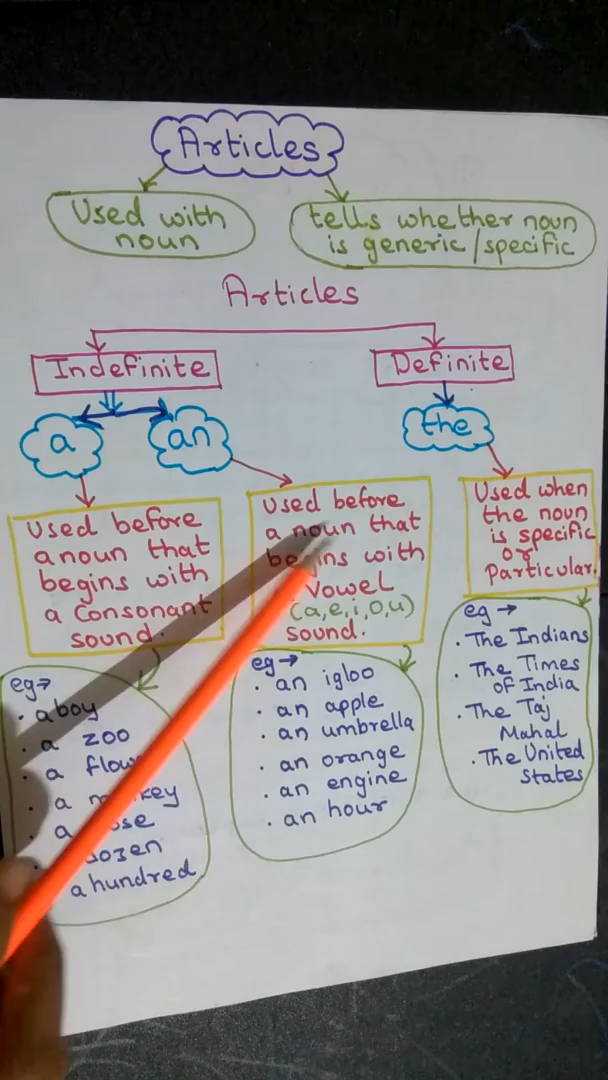 Articles
Used with
noun
tells whether noun
is generic/specific
Articles
Indefinite
Definite
a
an
the
Used before
a noun that
begins with
a Consonant
sound.
Used before
a noun that
begins with
Vowel
(a,e,i,o,u)
sound.
Used when
the noun
is specific
or
particular.
eg→
. a boy
. a zoo
. a
. a
. a
dozen
a hundred
eg→
. an igloo
. an apple
. an umbrella
. an orange
. an engine
. an hour
eg→
. The Indians
. The Times
of India
. The Taj
Mahal
. The United
States